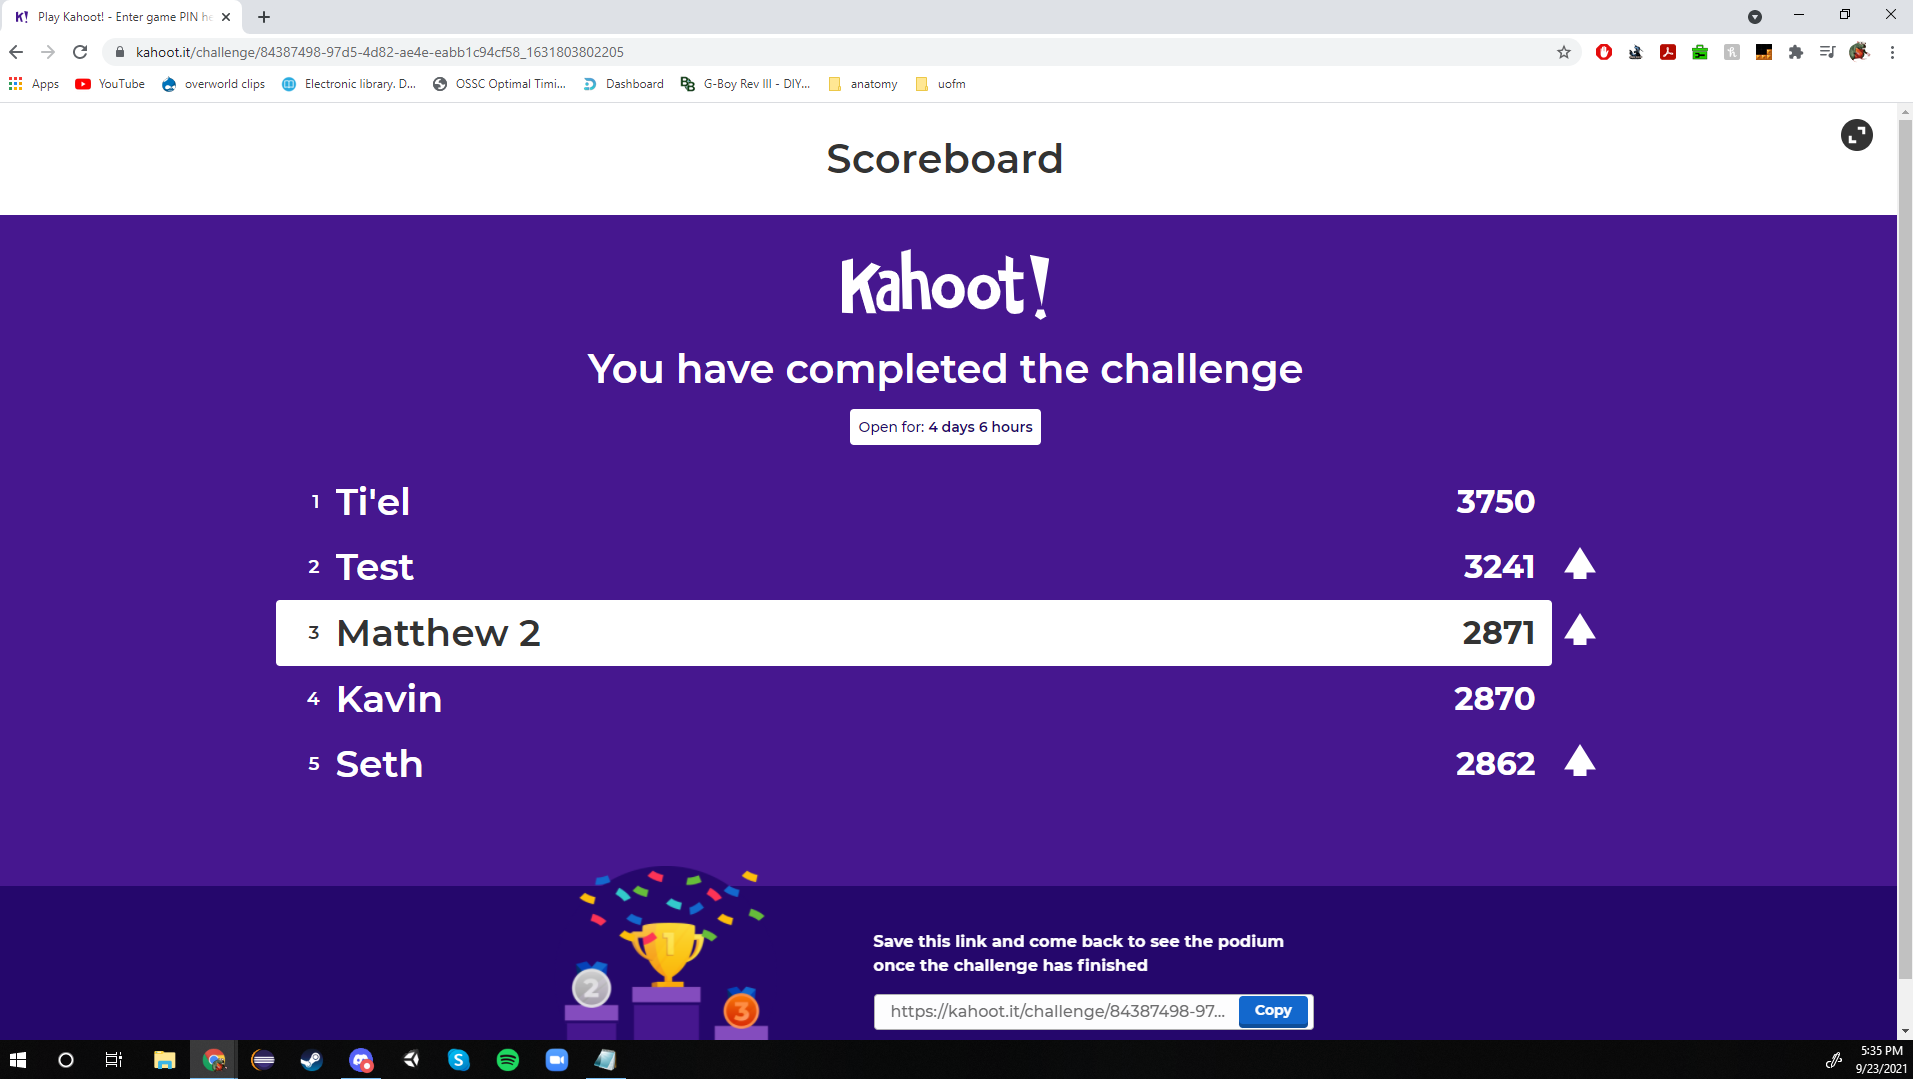 Play Kahoot! - Enter game PIN he
kahoot.it/challenge/84387498-97d5-4d82-ae4e-eabb1c94cf58_1631803802205
Apps YouTube overworld clips Electronic library. D... OSSC Optimal Timi... Dashboard G-Boy Rev III - DIY... anatomy uofm
Scoreboard
Kahoot!
You have completed the challenge
Open for: 4 days 6 hours
1 Ti'el 3750
2 Test 3241
3 Matthew 2 2871
4 Kavin 2870
5 Seth 2862
1
2
3
Save this link and come back to see the podium
once the challenge has finished
https://kahoot.it/challenge/84387498-97... Copy
5:35 PM
9/23/2021